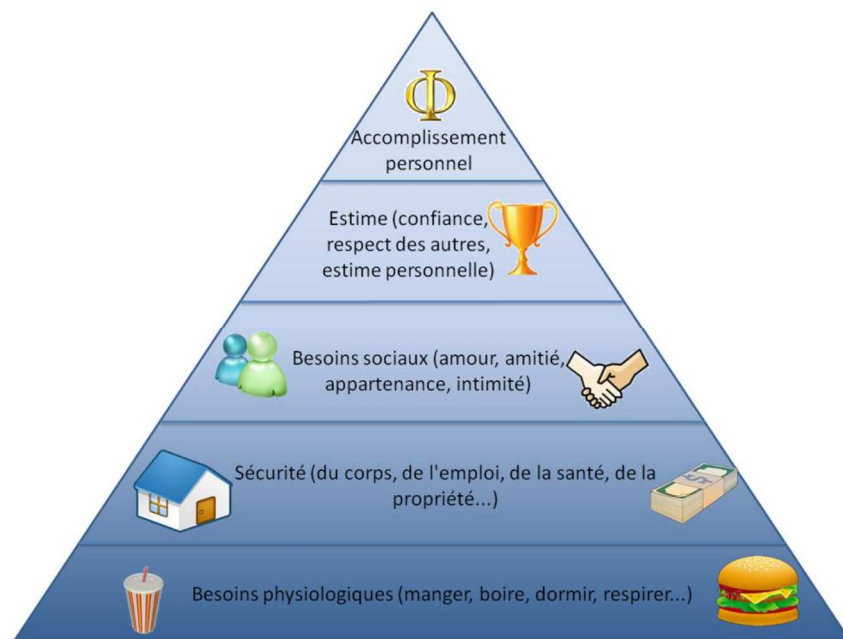 Φ
Accomplissement
personnel
Estime (confiance,
respect des autres,
estime personnelle)
Besoins sociaux (amour, amitié,
appartenance, intimité)
Sécurité (du corps, de l'emploi, de la santé, de la
propriété...)
Besoins physiologiques (manger, boire, dormir, respirer...)